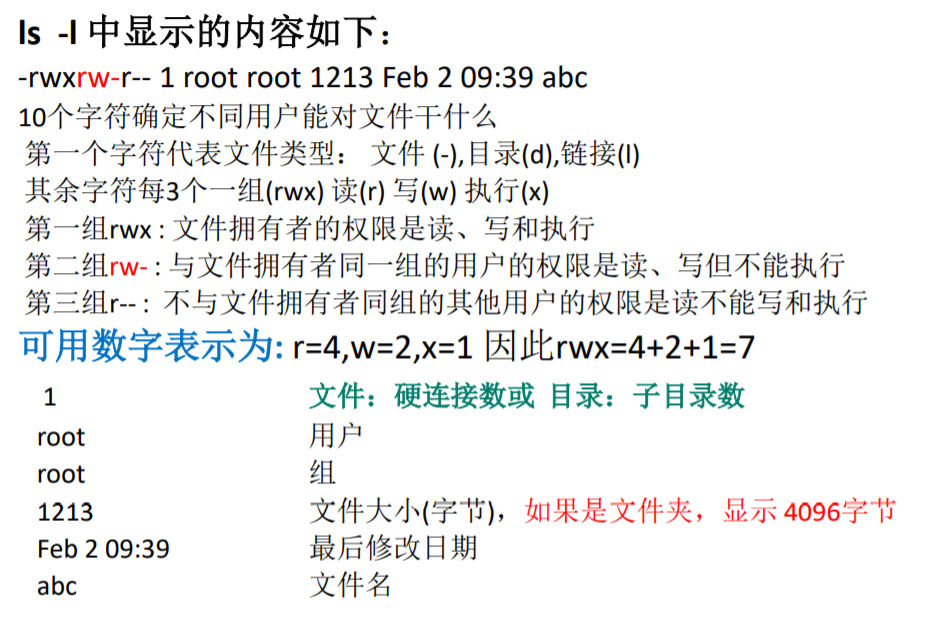 ls -l 中显示的内容如下：
-rwxrw-r-- 1 root root 1213 Feb 2 09:39 abc
10个字符确定不同用户能对文件干什么
第一个字符代表文件类型： 文件 (-),目录(d),链接(l)
其余字符每3个一组(rwx) 读(r) 写(w) 执行(x)
第一组rwx : 文件拥有者的权限是读、写和执行
第二组rw- : 与文件拥有者同一组的用户的权限是读、写但不能执行
第三组r-- : 不与文件拥有者同组的其他用户的权限是读不能写和执行
可用数字表示为: r=4,w=2,x=1 因此rwx=4+2+1=7
1 文件：硬连接数或 目录：子目录数
root 用户
root 组
1213 文件大小(字节)，如果是文件夹，显示 4096字节
Feb 2 09:39 最后修改日期
abc 文件名